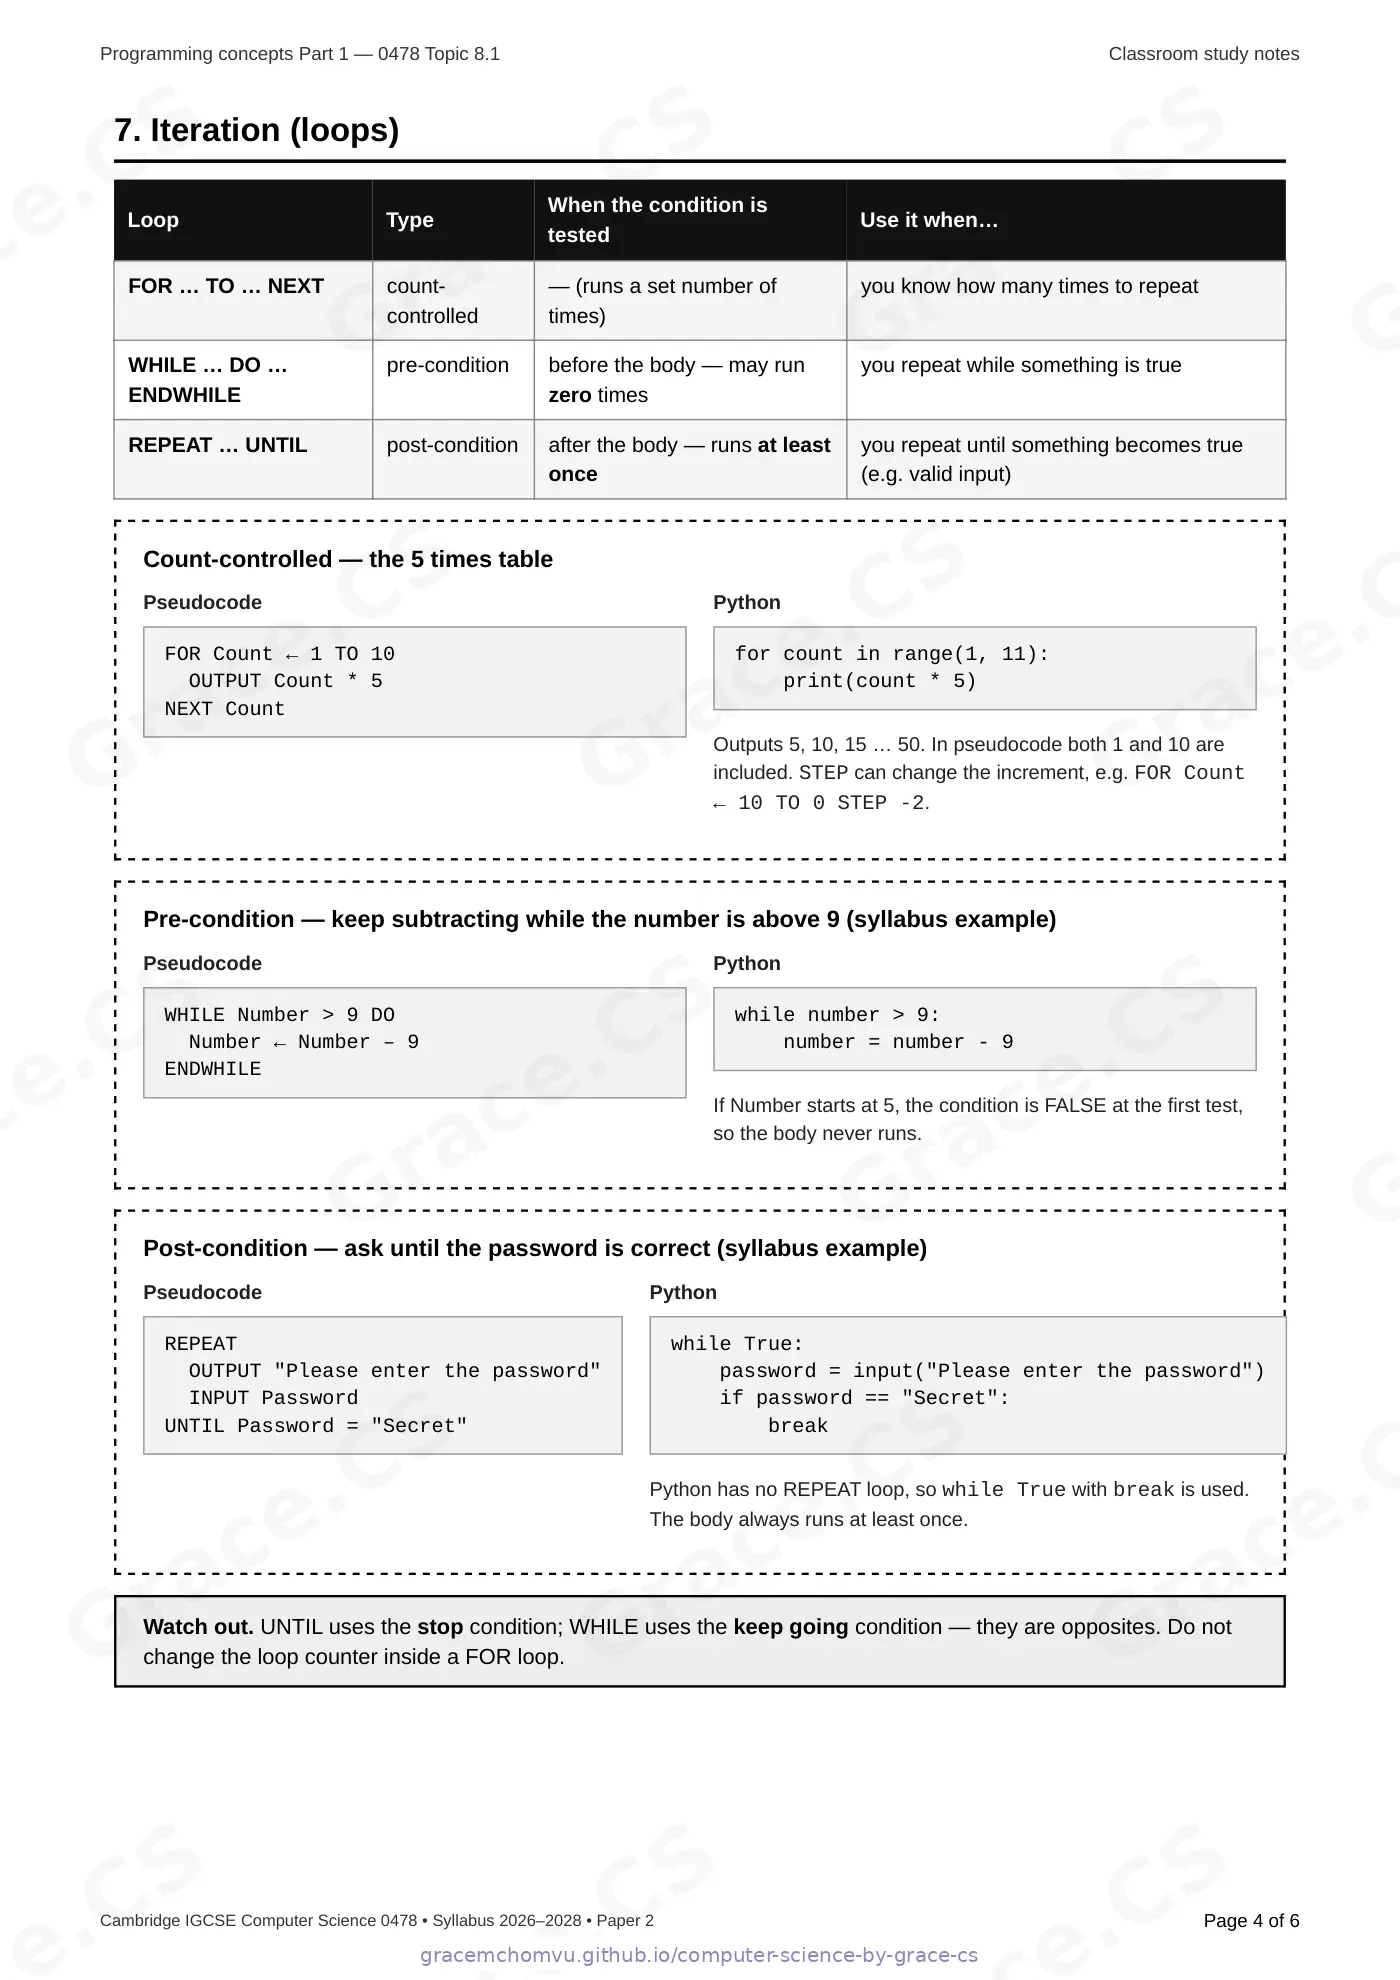 Programming concepts Part 1 — 0478 Topic 8.1
Classroom study notes
7. Iteration (loops)
Loop
Type
When the condition is
tested
Use it when…
FOR … TO … NEXT
count-
controlled
— (runs a set number of
times)
you know how many times to repeat
WHILE … DO …
ENDWHILE
pre-condition
before the body — may run
zero times
you repeat while something is true
REPEAT … UNTIL
post-condition
after the body — runs at least
once
you repeat until something becomes true
(e.g. valid input)
Count-controlled — the 5 times table
Pseudocode
FOR Count ← 1 TO 10
  OUTPUT Count * 5
NEXT Count
Python
for count in range(1, 11):
    print(count * 5)
Outputs 5, 10, 15 … 50. In pseudocode both 1 and 10 are
included. STEP can change the increment, e.g. FOR Count
← 10 TO 0 STEP -2.
Pre-condition — keep subtracting while the number is above 9 (syllabus example)
Pseudocode
WHILE Number > 9 DO
  Number ← Number – 9
ENDWHILE
Python
while number > 9:
    number = number - 9
If Number starts at 5, the condition is FALSE at the first test,
so the body never runs.
Post-condition — ask until the password is correct (syllabus example)
Pseudocode
REPEAT
  OUTPUT "Please enter the password"
  INPUT Password
UNTIL Password = "Secret"
Python
while True:
    password = input("Please enter the password")
    if password == "Secret":
        break
Python has no REPEAT loop, so while True with break is used.
The body always runs at least once.
Watch out. UNTIL uses the stop condition; WHILE uses the keep going condition — they are opposites. Do not
change the loop counter inside a FOR loop.
Cambridge IGCSE Computer Science 0478 • Syllabus 2026–2028 • Paper 2
Page 4 of 6
gracemchomvu.github.io/computer-science-by-grace-cs
Grace.CS